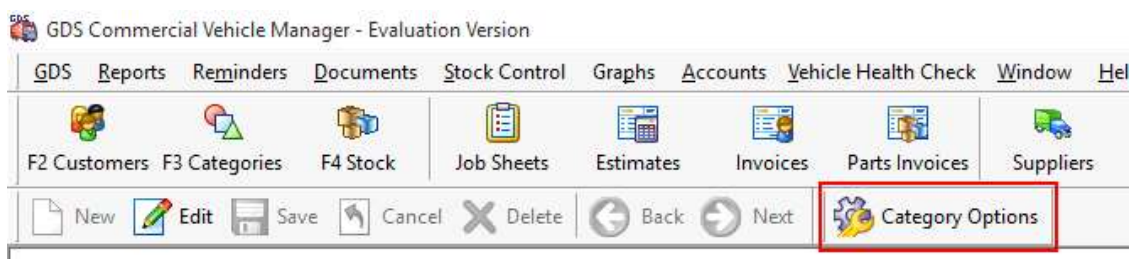 GDS Commercial Vehicle Manager - Evaluation Version
GDS Reports Reminders Documents Stock Control Graphs Accounts Vehicle Health Check Window Hel
F2 Customers F3 Categories F4 Stock Job Sheets Estimates Invoices Parts Invoices Suppliers
New Edit Save Cancel Delete Back Next Category Options